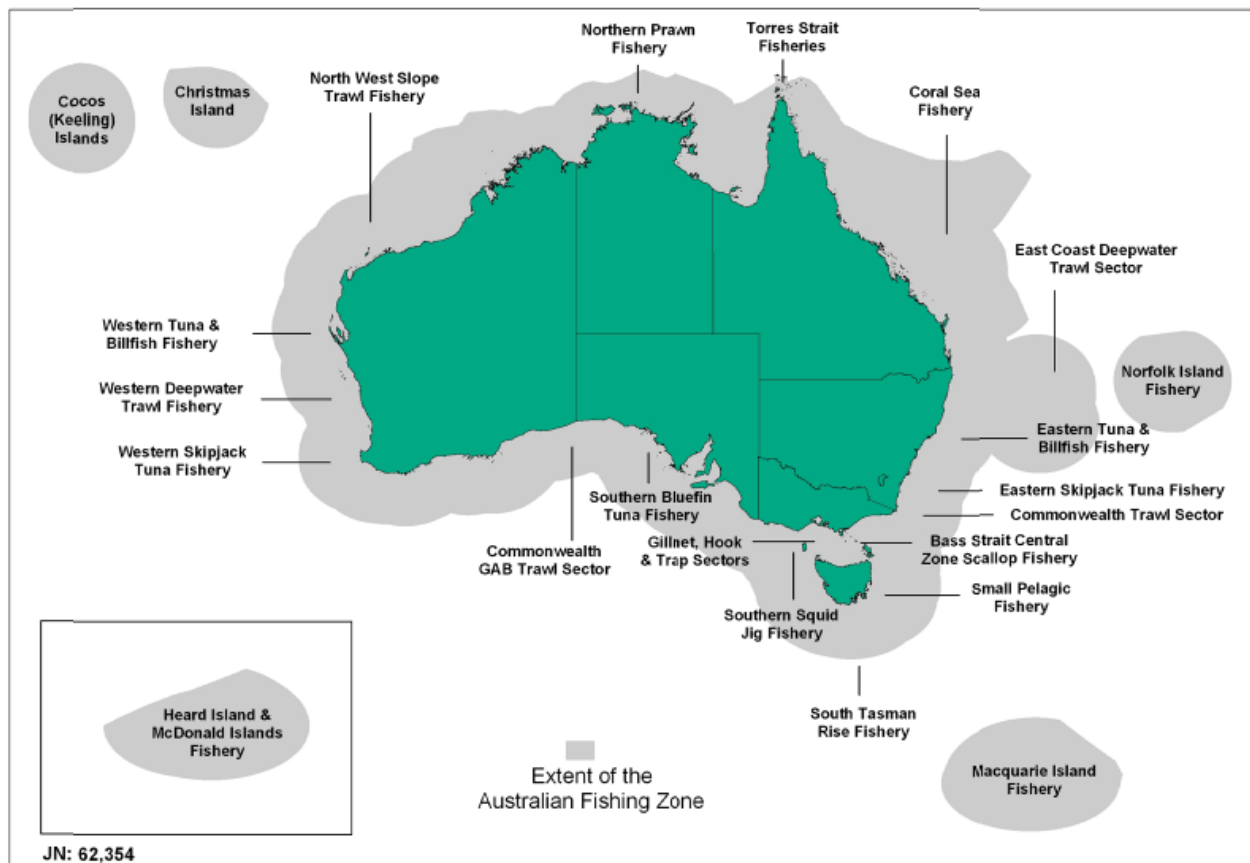 Northern Prawn
Fishery
Torres Strait
Fisheries
North West Slope
Trawl Fishery
Cocos
(Keeling)
Islands
Christmas
Island
Coral Sea
Fishery
East Coast Deepwater
Trawl Sector
Western Tuna &
Billfish Fishery
Norfolk Island
Fishery
Western Deepwater
Trawl Fishery
Eastern Tuna &
Billfish Fishery
Western Skipjack
Tuna Fishery
Southern Bluefin
Tuna Fishery
Eastern Skipjack Tuna Fishery
Commonwealth Trawl Sector
Commonwealth
GAB Trawl Sector
Gillnet, Hook
& Trap Sectors
Bass Strait Central
Zone Scallop Fishery
Small Pelagic
Fishery
Southern Squid
Jig Fishery
South Tasman
Rise Fishery
Heard Island &
McDonald Islands
Fishery
Extent of the
Australian Fishing Zone
Macquarie Island
Fishery
JN: 62,354